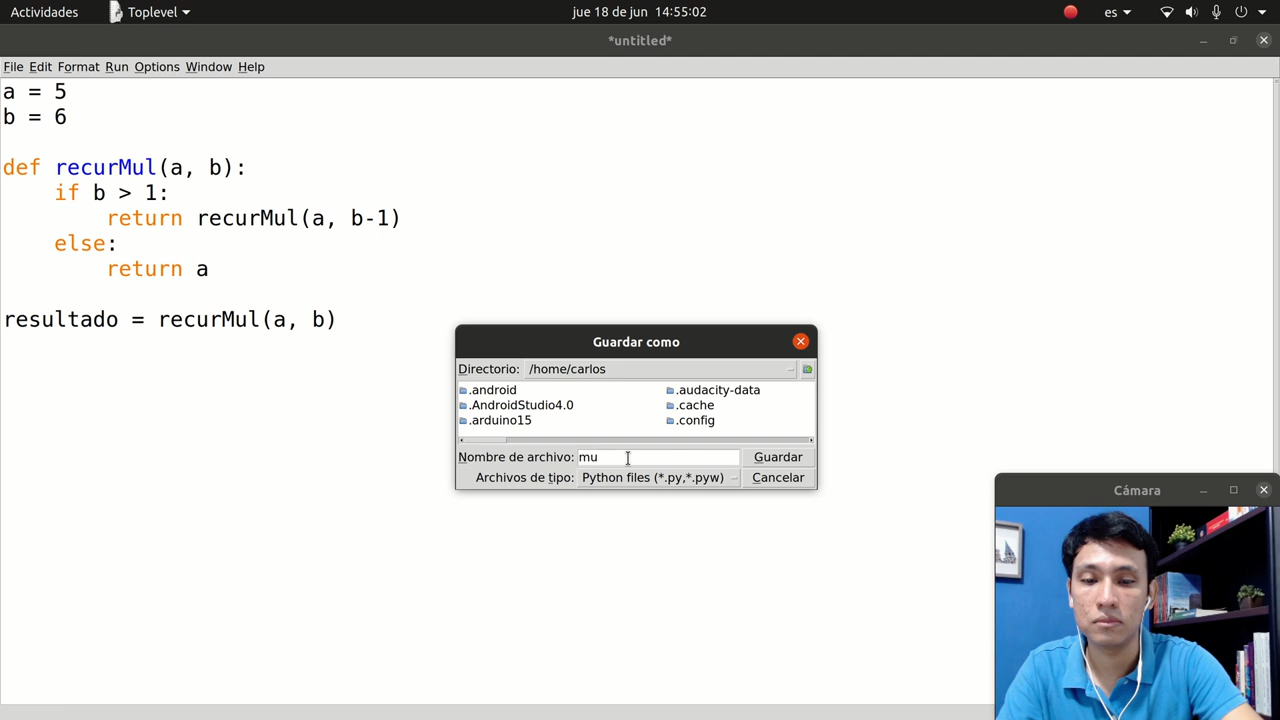 Actividades Toplevel jue 18 de jun 14:55:02 es
*untitled*
File Edit Format Run Options Window Help
a = 5
b = 6
def recurMul(a, b):
if b > 1:
return recurMul(a, b-1)
else:
return a
resultado = recurMul(a, b)
Guardar como
Directorio: /home/carlos
.android .audacity-data
.AndroidStudio4.0 .cache
.arduino15 .config
Nombre de archivo: mu Guardar
Archivos de tipo: Python files (*.py,*.pyw) Cancelar
Cámara